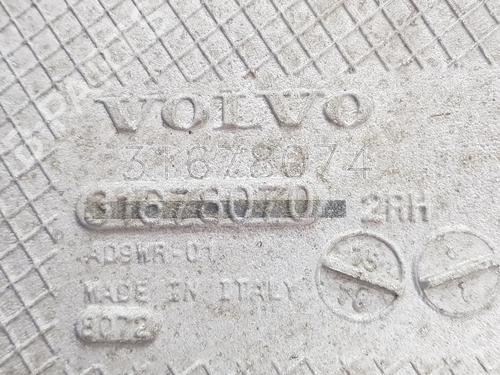 VOLVO
31678074
31678070 2RH
AD9WR-01
MADE IN ITALY
8072